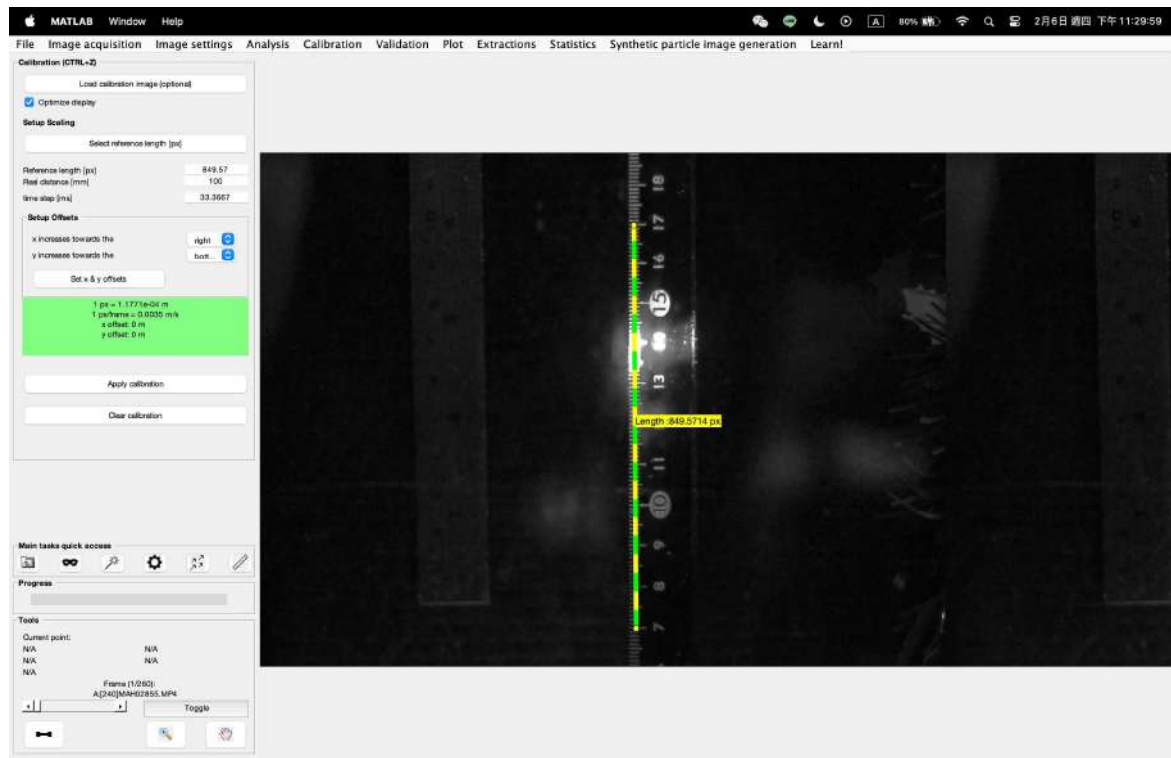 MATLAB Window Help 80% 2月6日 週四 下午11:29:59
File Image acquisition Image settings Analysis Calibration Validation Plot Extractions Statistics Synthetic particle image generation Learn!
Calibration (CTRL+Z)
Load calibration image (optional)
Optimize display
Setup Scaling
Select reference length [px]
Reference length [px] 849.57
Real distance [mm] 100
time step [ms] 33.3667
Setup Offsets
x increases towards the right
y increases towards the bott...
Set x & y offsets
1 px = 1.1771e-04 m
1 px/frame = 0.0035 m/s
x offset: 0 m
y offset: 0 m
Apply calibration
Clear calibration
18
17
16
15
13
Length :849.5714 px
11
10
9
8
7
Main tasks quick access
Progress
Tools
Current point:
N/A N/A
N/A N/A
N/A
Frame (1/260):
A:[240]MAH02855.MP4
Toggle